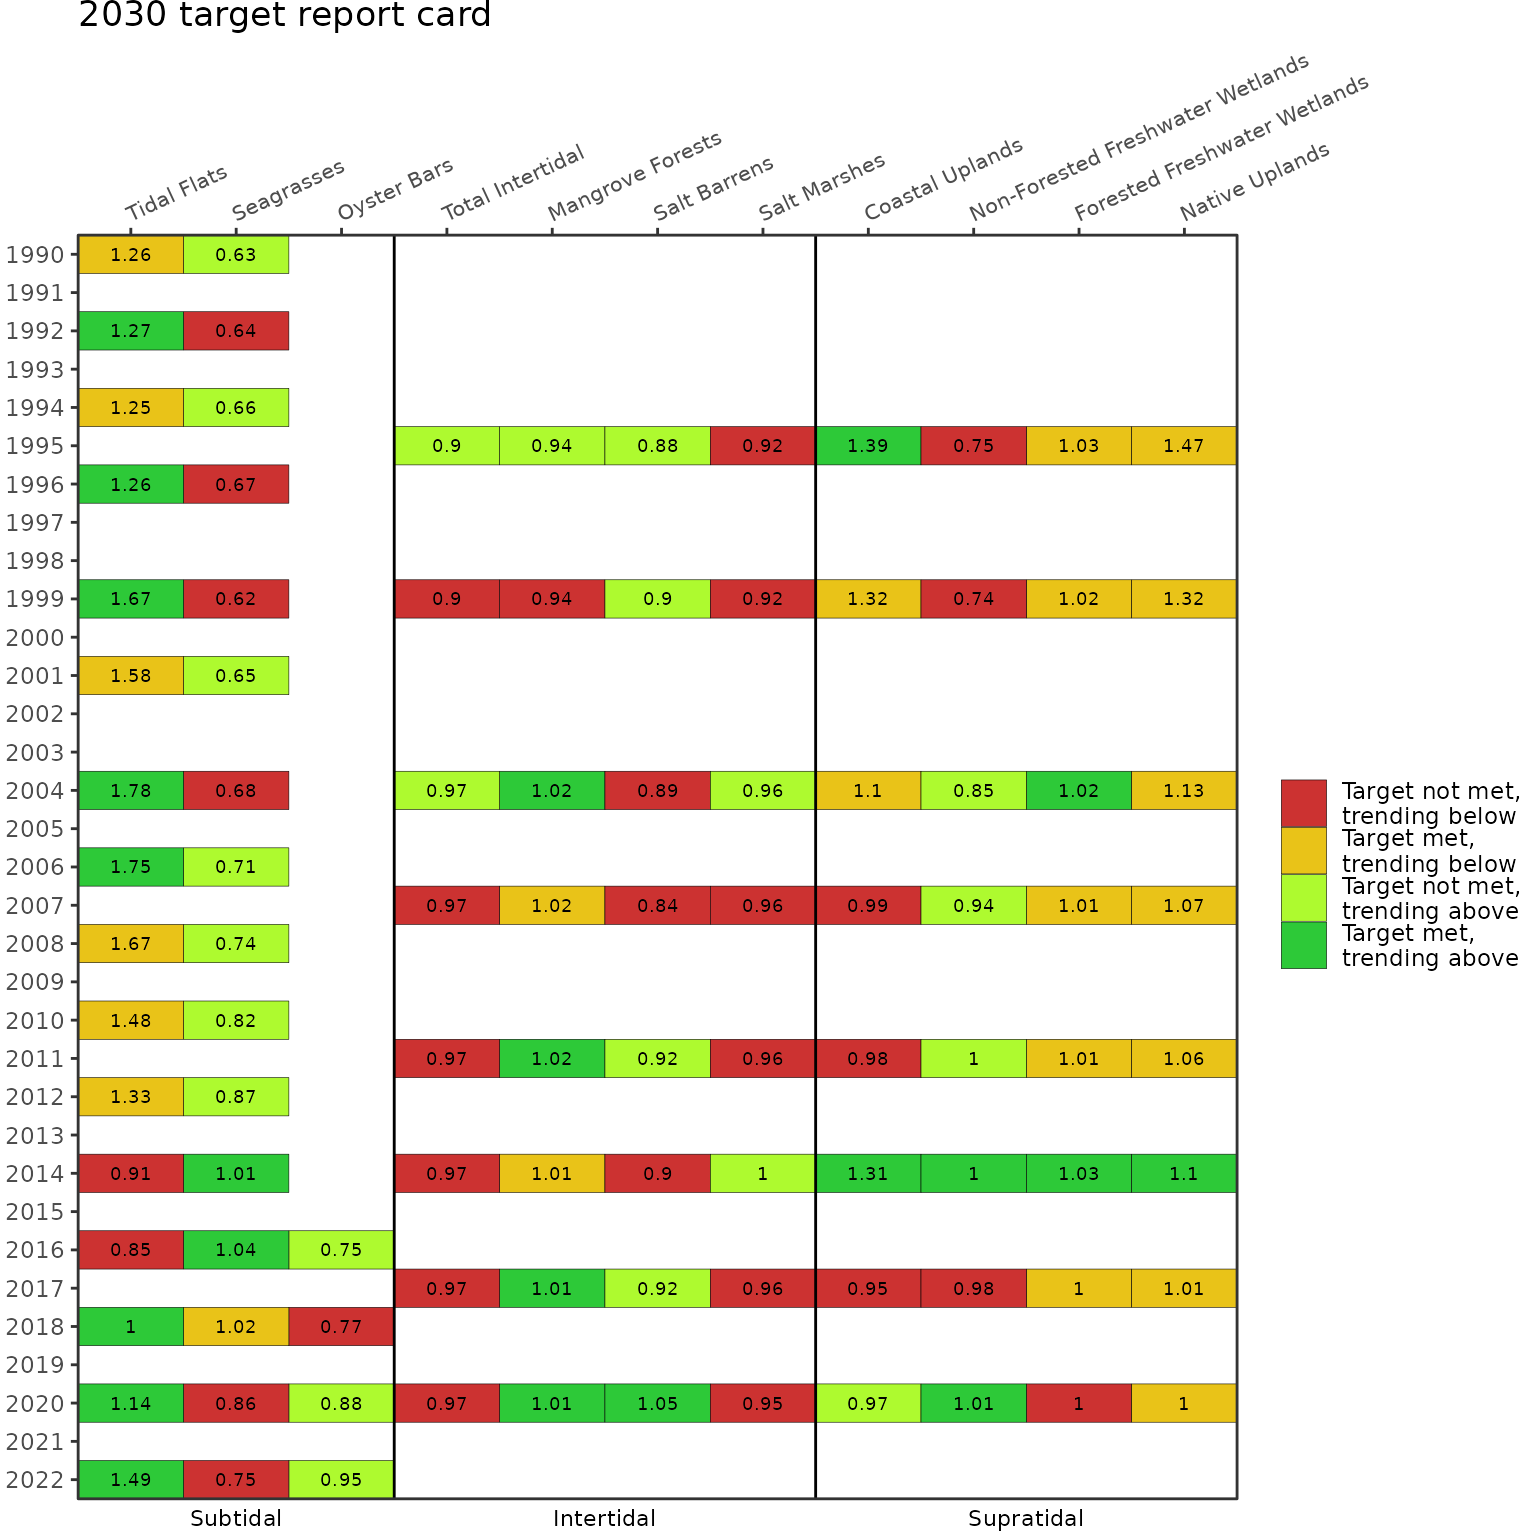 2030 target report card
Tidal Flats
Seagrasses
Oyster Bars
Total Intertidal
Mangrove Forests
Salt Barrens
Salt Marshes
Coastal Uplands
Non-Forested Freshwater Wetlands
Forested Freshwater Wetlands
Native Uplands
1990 1.26 0.63
1991
1992 1.27 0.64
1993
1994 1.25 0.66
1995 0.9 0.94 0.88 0.92 1.39 0.75 1.03 1.47
1996 1.26 0.67
1997
1998
1999 1.67 0.62 0.9 0.94 0.9 0.92 1.32 0.74 1.02 1.32
2000
2001 1.58 0.65
2002
2003
2004 1.78 0.68 0.97 1.02 0.89 0.96 1.1 0.85 1.02 1.13
2005
2006 1.75 0.71
2007 0.97 1.02 0.84 0.96 0.99 0.94 1.01 1.07
2008 1.67 0.74
2009
2010 1.48 0.82
2011 0.97 1.02 0.92 0.96 0.98 1 1.01 1.06
2012 1.33 0.87
2013
2014 0.91 1.01 0.97 1.01 0.9 1 1.31 1 1.03 1.1
2015
2016 0.85 1.04 0.75
2017 0.97 1.01 0.92 0.96 0.95 0.98 1 1.01
2018 1 1.02 0.77
2019
2020 1.14 0.86 0.88 0.97 1.01 1.05 0.95 0.97 1.01 1 1
2021
2022 1.49 0.75 0.95
Subtidal Intertidal Supratidal
Target not met,
trending below
Target met,
trending below
Target not met,
trending above
Target met,
trending above